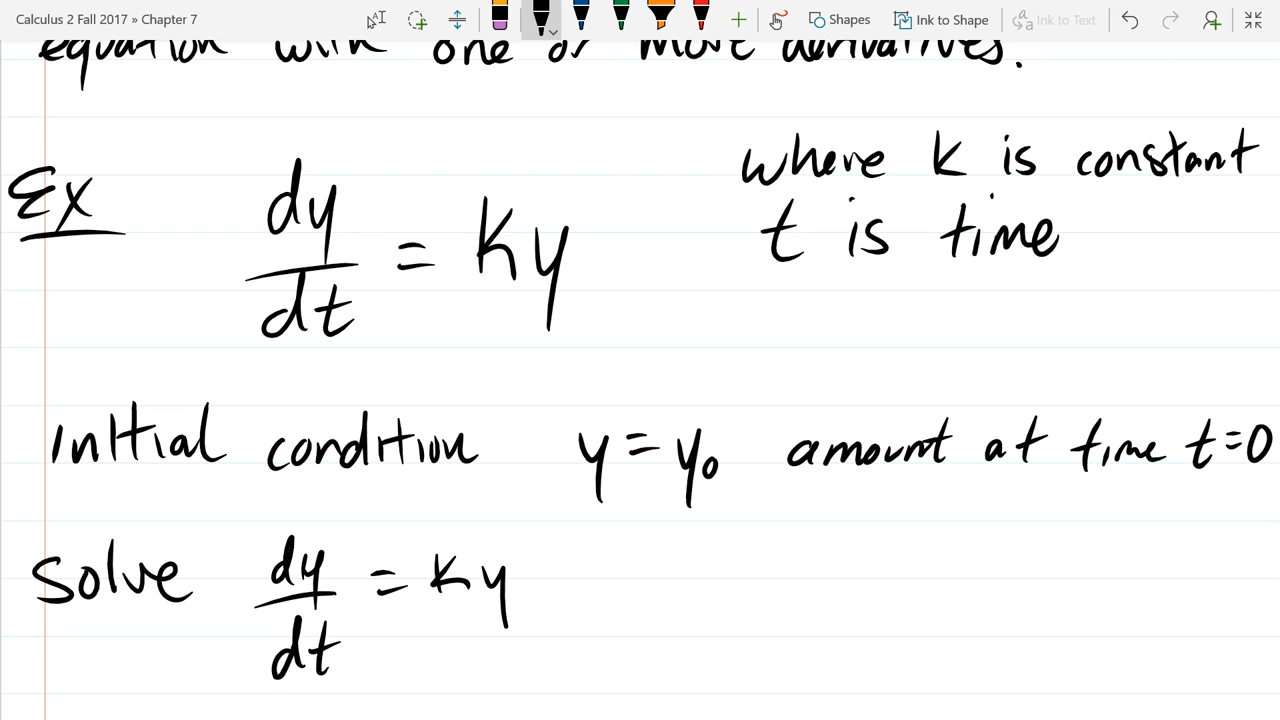 Calculus 2 Fall 2017 » Chapter 7
Shapes
Ink to Shape
Ink to Text
equation with one or more derivatives.
Ex dy/dt = ky
where k is constant
t is time
initial condition y = y₀ amount at time t=0
Solve dy/dt = ky